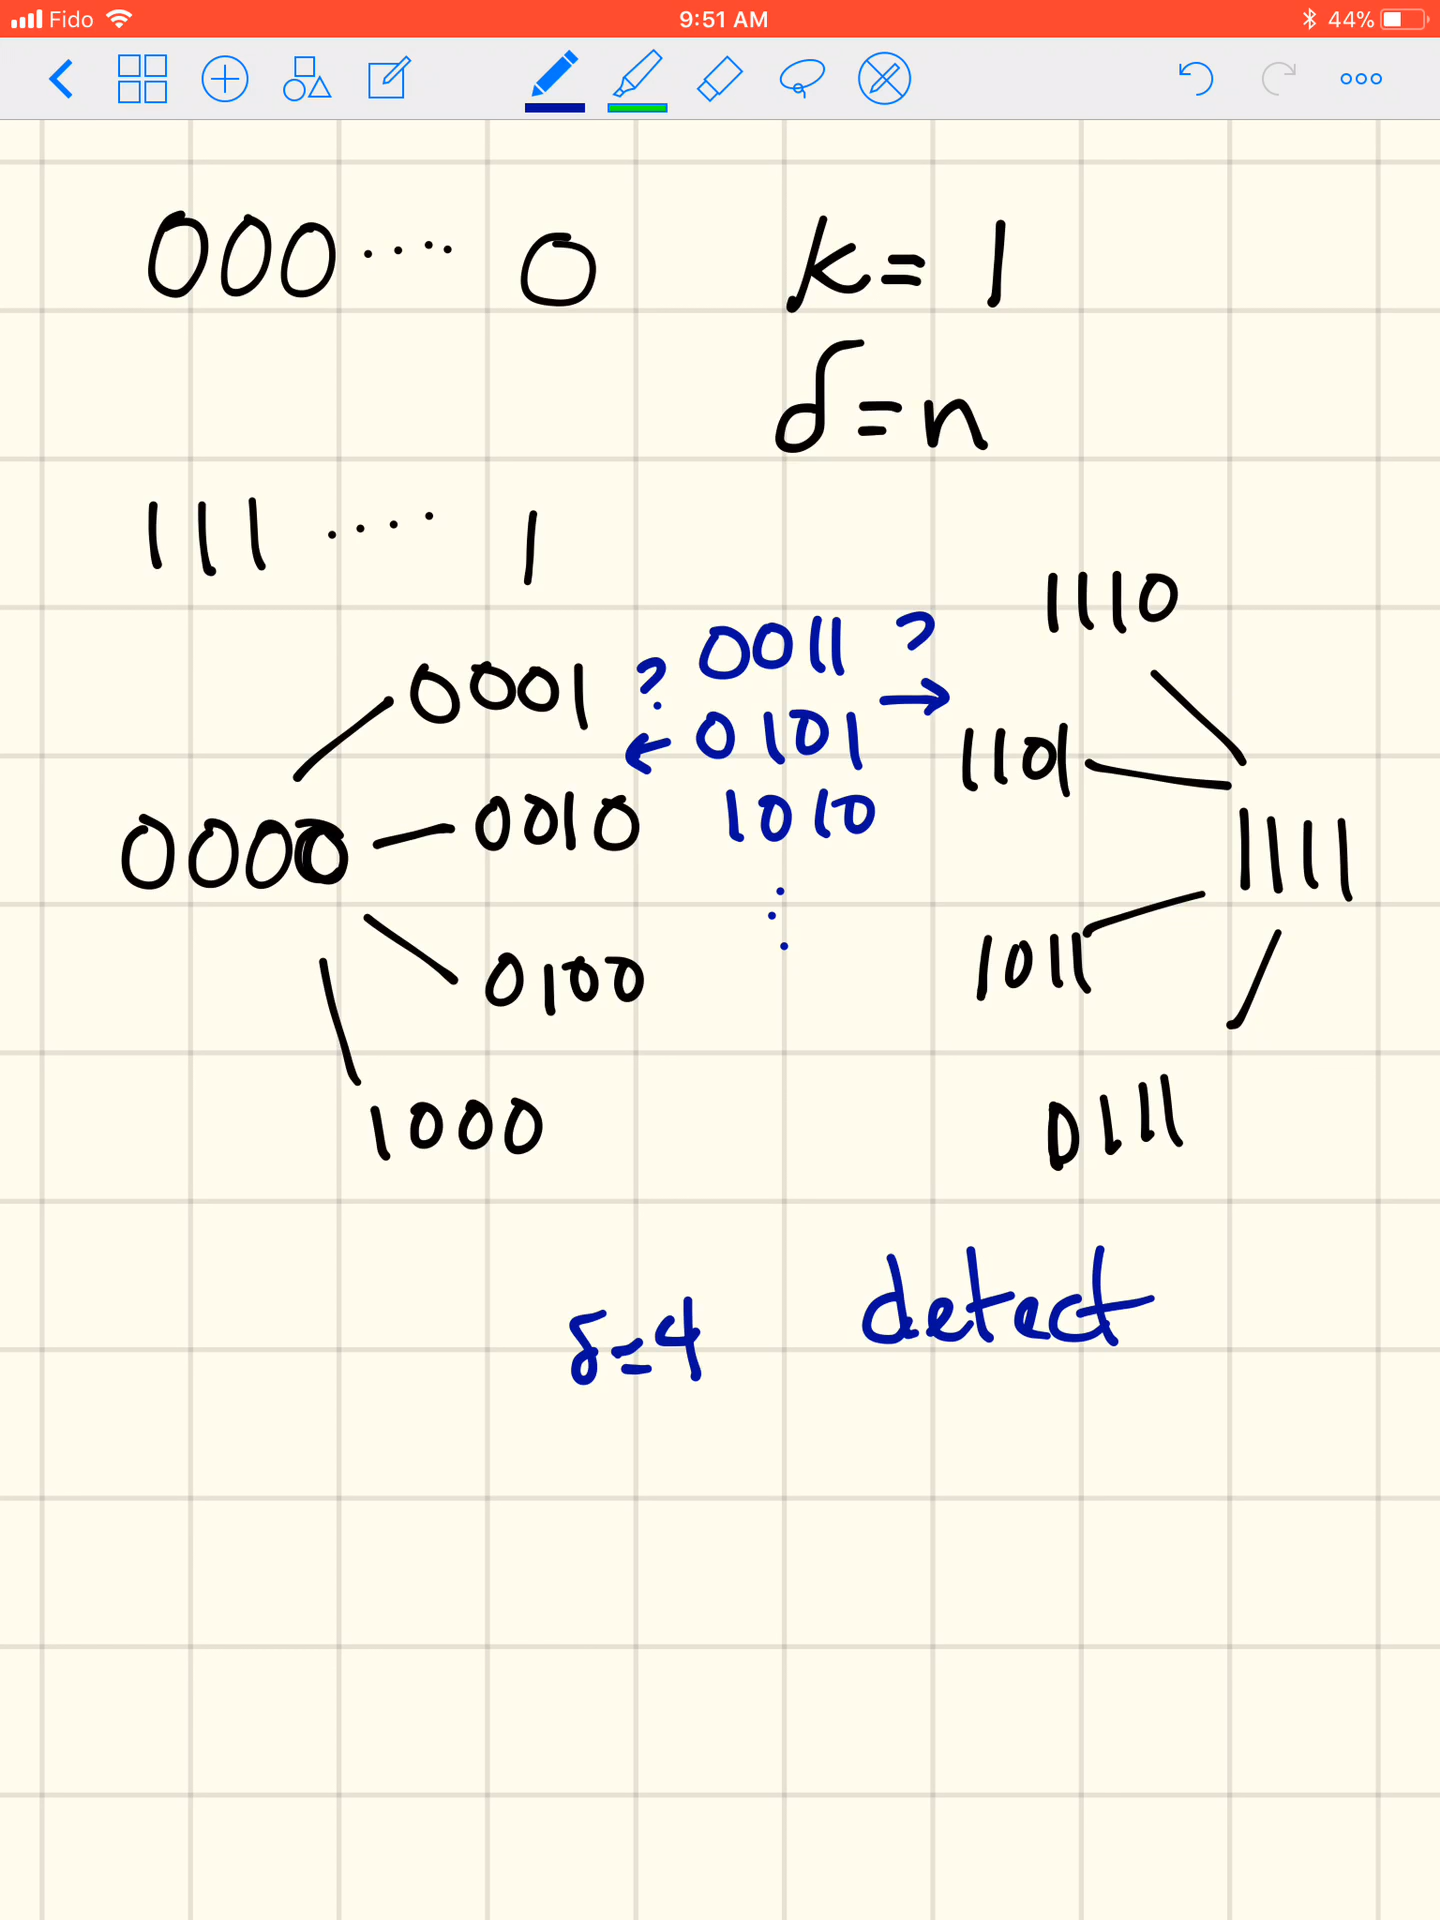 Fido 9:51 AM 44%
000 .... 0 k = 1
δ = n
111 .... 1
1110
0011 ?
0001 ?
0101 →
← 1101
0010 1010
0000 1111
⋮
0100 1011
1000 0111
δ = 4 detect